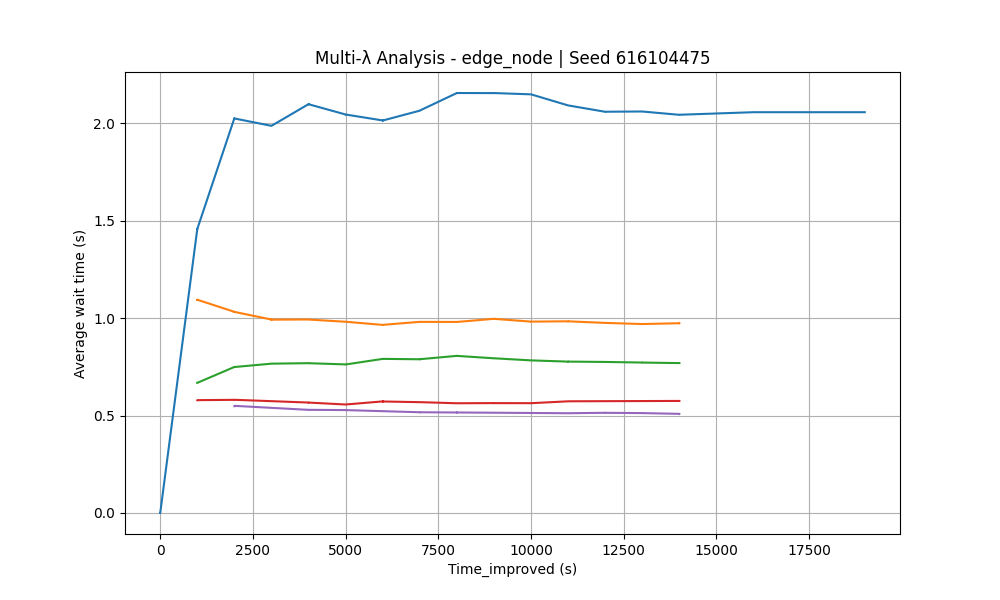 Multi-λ Analysis - edge_node | Seed 616104475
Average wait time (s)
2.0
1.5
1.0
0.5
0.0
0 2500 5000 7500 10000 12500 15000 17500
Time_improved (s)